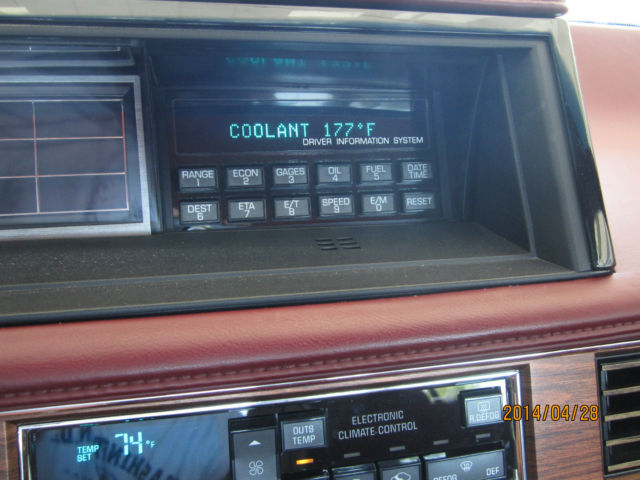 COOLANT 177°F
DRIVER INFORMATION SYSTEM
RANGE 1 ECON 2 GAGES 3 OIL 4 FUEL 5 DATE TIME
DEST 6 ETA 7 E/T 8 SPEED 9 E/M 0 RESET
ELECTRONIC
CLIMATE CONTROL
OUTS
TEMP
R.DEFOG
TEMP
SET
74°F
DEFOG DEF
2014/04/28